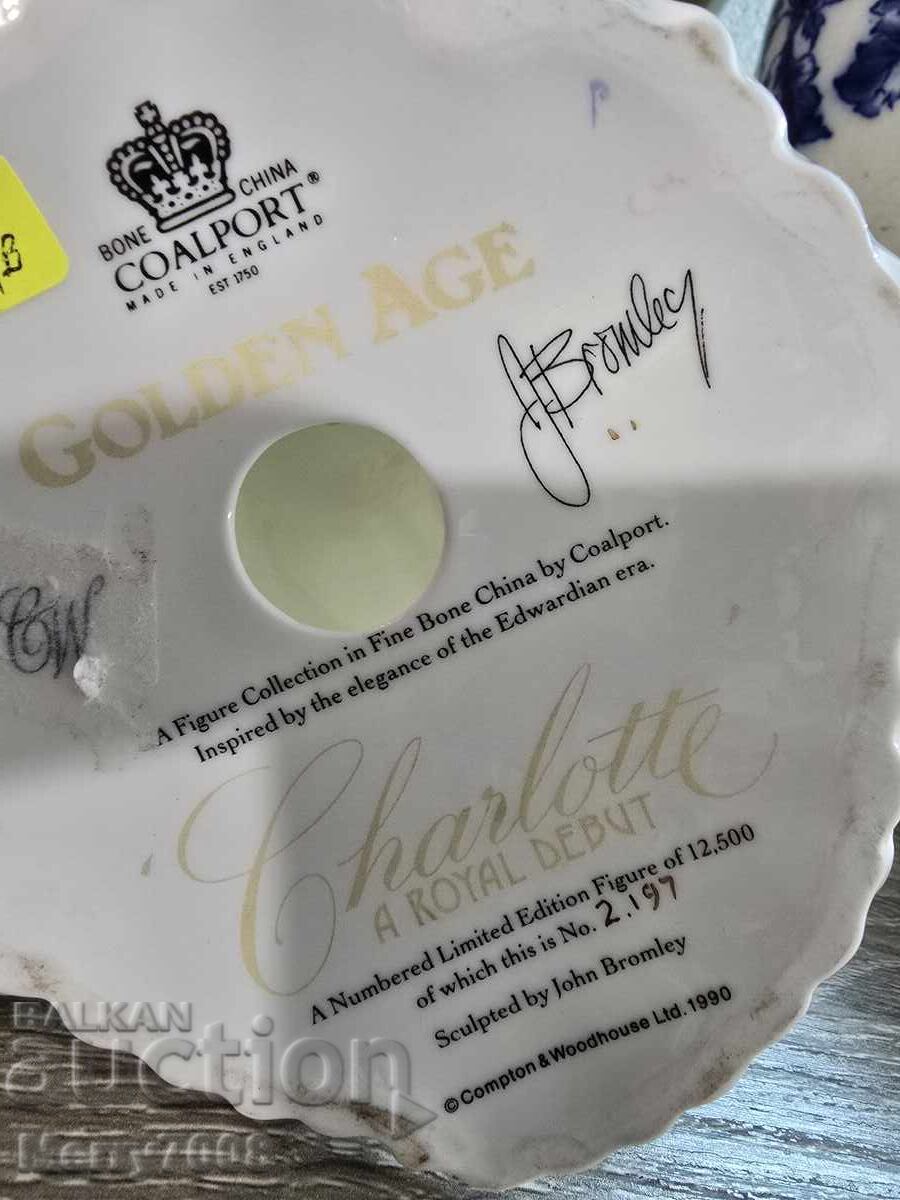 BONE CHINA
COALPORT®
MADE IN ENGLAND
EST 1750
B
GOLDEN AGE
J Bromley
CW
A Figure Collection in Fine Bone China by Coalport.
Inspired by the elegance of the Edwardian era.
Charlotte
A ROYAL DEBUT
A Numbered Limited Edition Figure of 12,500
of which this is No. 2.197
Sculpted by John Bromley
© Compton & Woodhouse Ltd. 1990
BALKAN
auction
Kerry7008